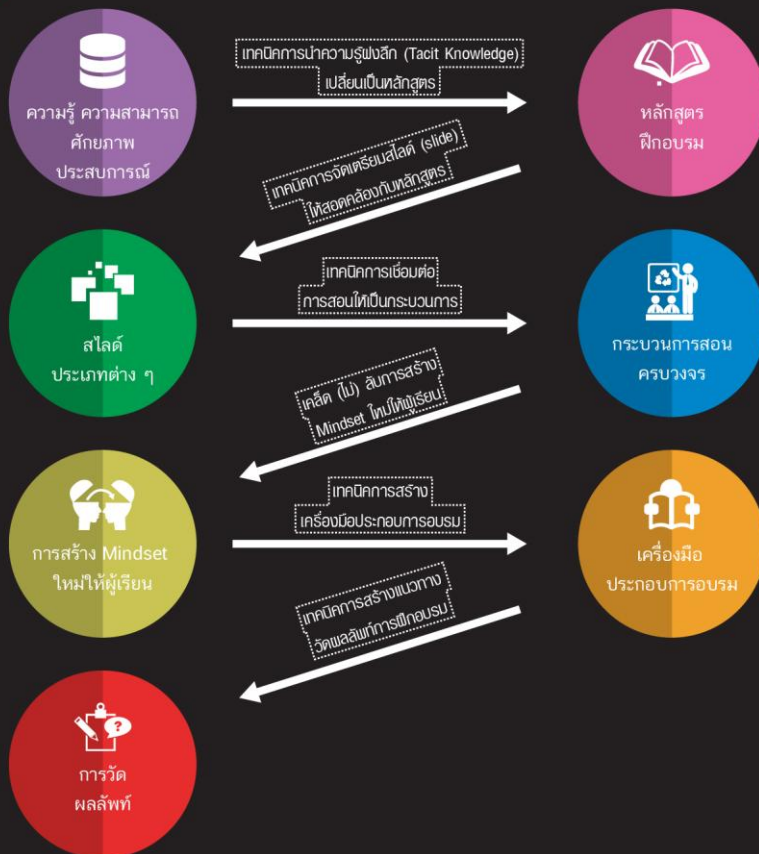 ความรู้ ความสามารถ
ศักยภาพ
ประสบการณ์
เทคนิคการนำความรู้ฝังลึก (Tacit Knowledge)
เปลี่ยนเป็นหลักสูตร
หลักสูตร
ฝึกอบรม
เทคนิคการจัดเตรียมสไลด์ (slide)
ให้สอดคล้องกับหลักสูตร
สไลด์
ประเภทต่าง ๆ
เทคนิคการเชื่อมต่อ
การสอนให้เป็นกระบวนการ
กระบวนการสอน
ครบวงจร
เคล็ด (ไม่) ลับการสร้าง
Mindset ใหม่ให้ผู้เรียน
การสร้าง Mindset
ใหม่ให้ผู้เรียน
เทคนิคการสร้าง
เครื่องมือประกอบการอบรม
เครื่องมือ
ประกอบการอบรม
เทคนิคการสร้างแนวทาง
วัดผลลัพท์การฝึกอบรม
?
การวัด
ผลลัพท์